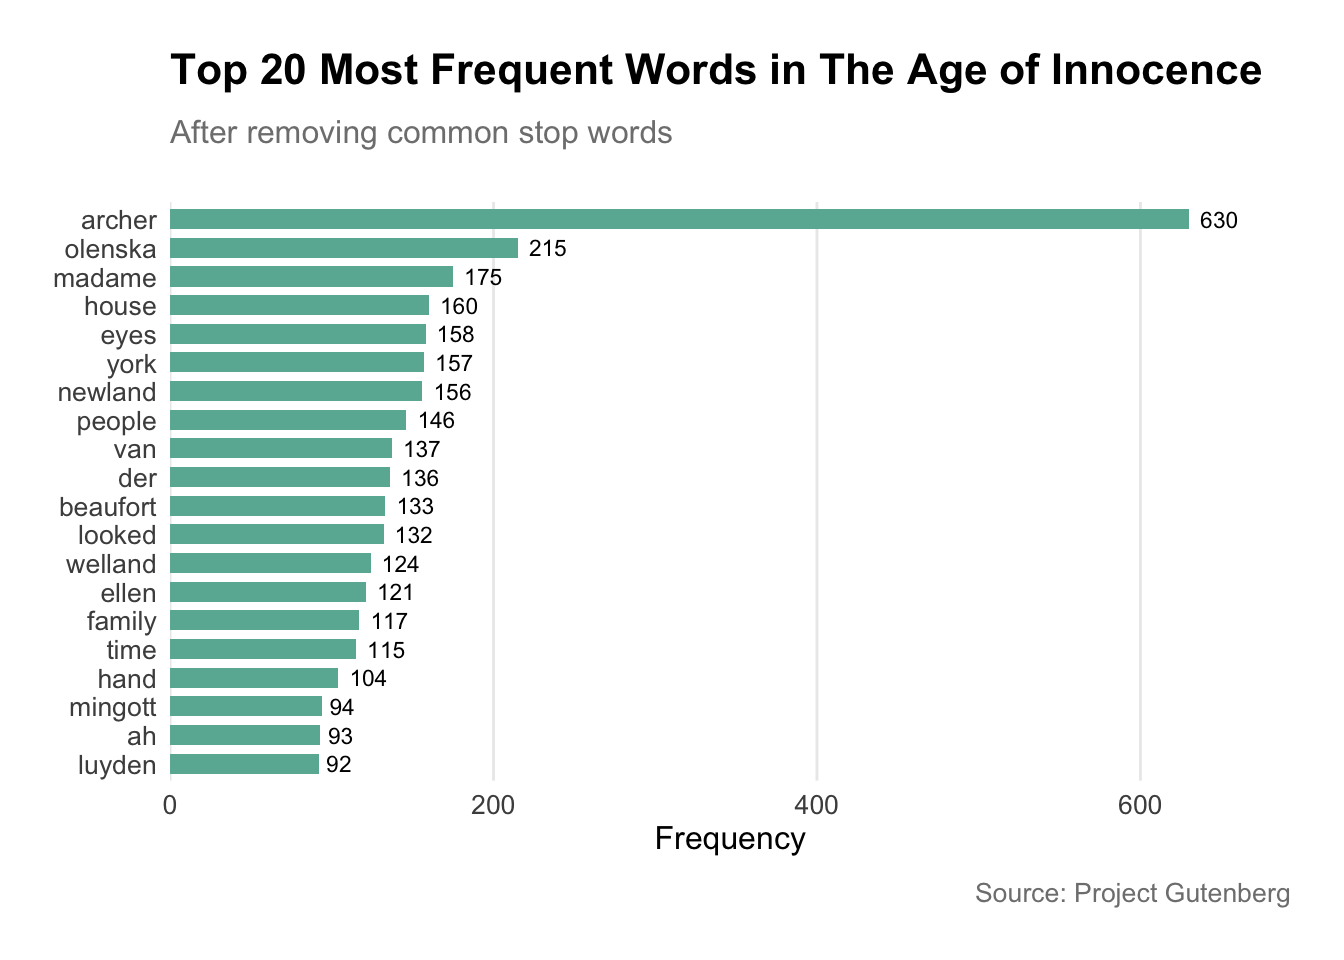 Top 20 Most Frequent Words in The Age of Innocence
After removing common stop words
archer 630
olenska 215
madame 175
house 160
eyes 158
york 157
newland 156
people 146
van 137
der 136
beaufort 133
looked 132
welland 124
ellen 121
family 117
time 115
hand 104
mingott 94
ah 93
luyden 92
0 200 400 600
Frequency
Source: Project Gutenberg